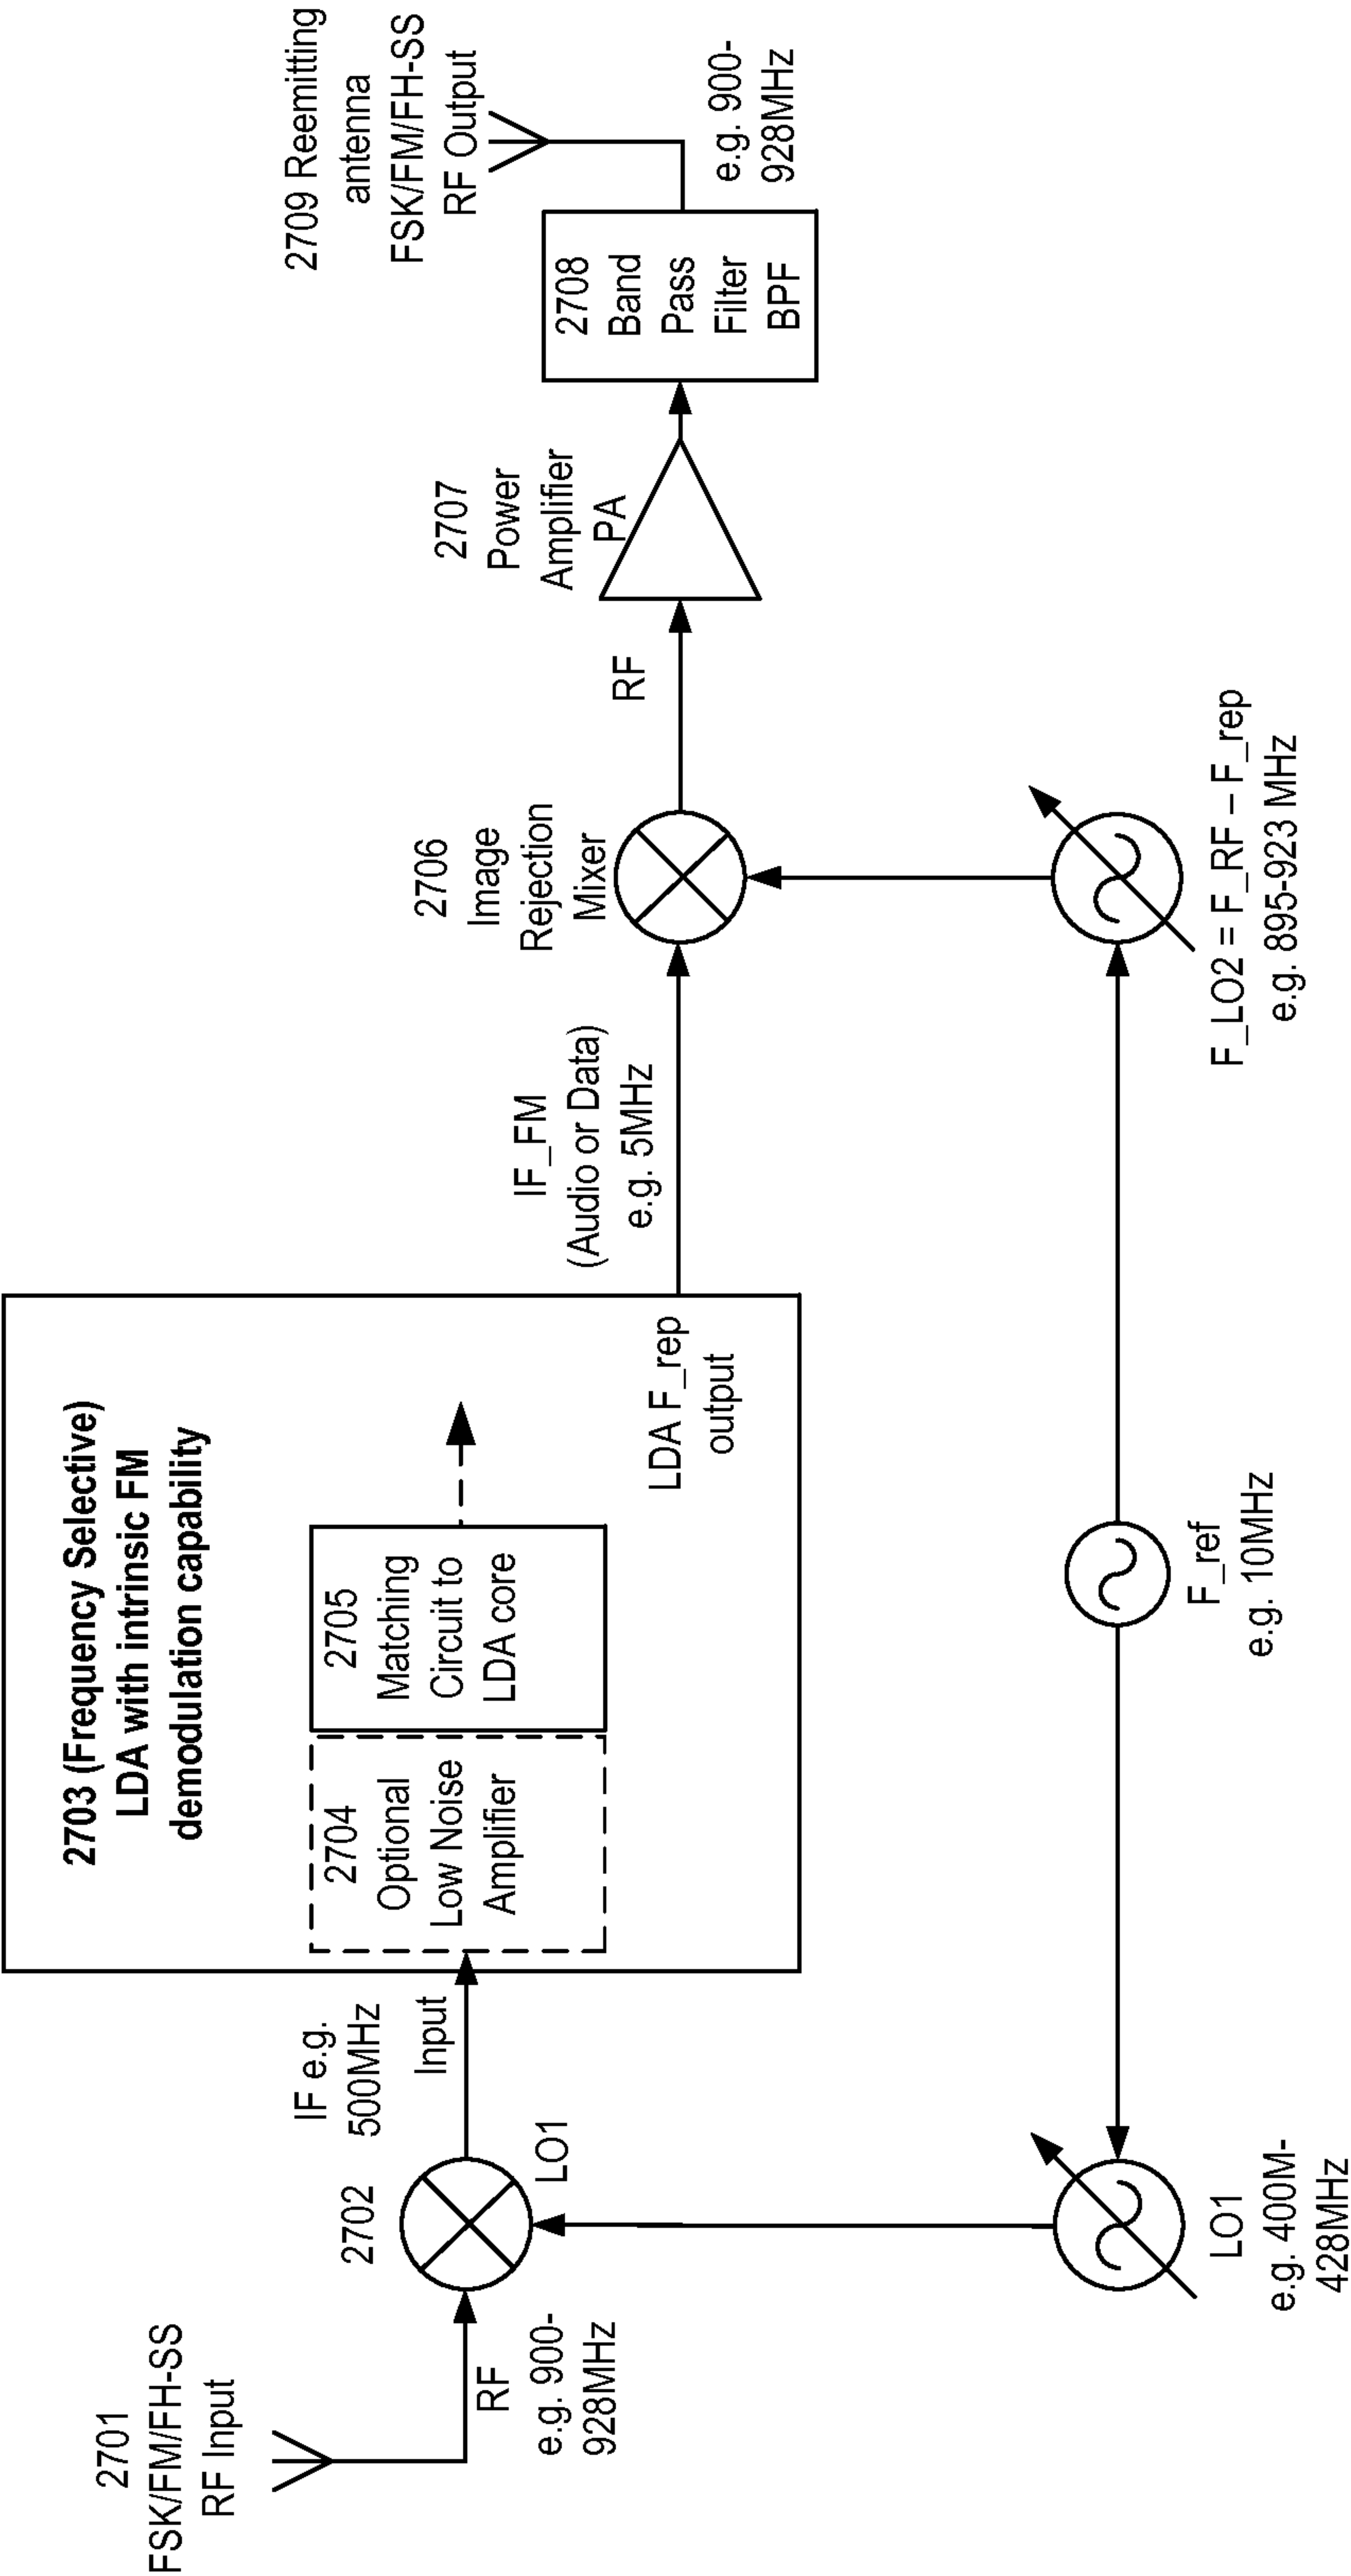 2701
FSK/FM/FH-SS
RF Input
RF
e.g. 900-
928MHz
2702
LO1
IF e.g.
500MHz
Input
2703 (Frequency Selective)
LDA with intrinsic FM
demodulation capability
2704
Optional
Low Noise
Amplifier
2705
Matching
Circuit to
LDA core
LDA F_rep
output
IF_FM
(Audio or Data)
e.g. 5MHz
2706
Image
Rejection
Mixer
RF
2707
Power
Amplifier
PA
2708
Band
Pass
Filter
BPF
2709 Reemitting
antenna
FSK/FM/FH-SS
RF Output
e.g. 900-
928MHz
LO1
e.g. 400M-
428MHz
F_ref
e.g. 10MHz
F_LO2 = F_RF – F_rep
e.g. 895-923 MHz